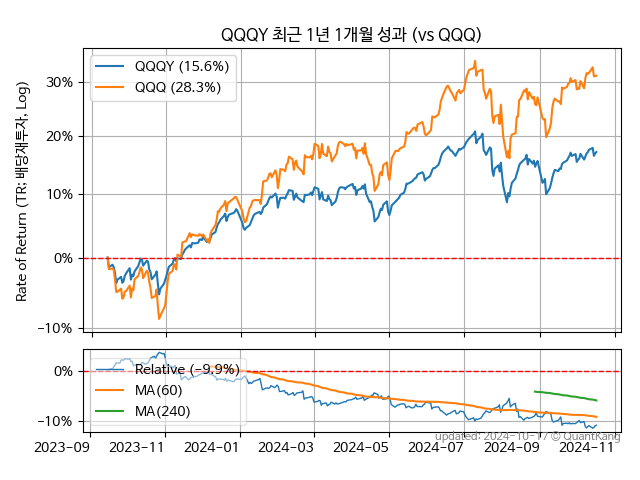 QQQY 최근 1년 1개월 성과 (vs QQQ)
Rate of Return (TR: 배당재투자, Log)
30%
20%
10%
0%
−10%
QQQY (15.6%)
QQQ (28.3%)
0%
−10%
Relative (−9.9%)
MA(60)
MA(240)
2023−09 2023−11 2024−01 2024−03 2024−05 2024−07 2024−09 2024−11
updated: 2024-10-17 © QuantKang